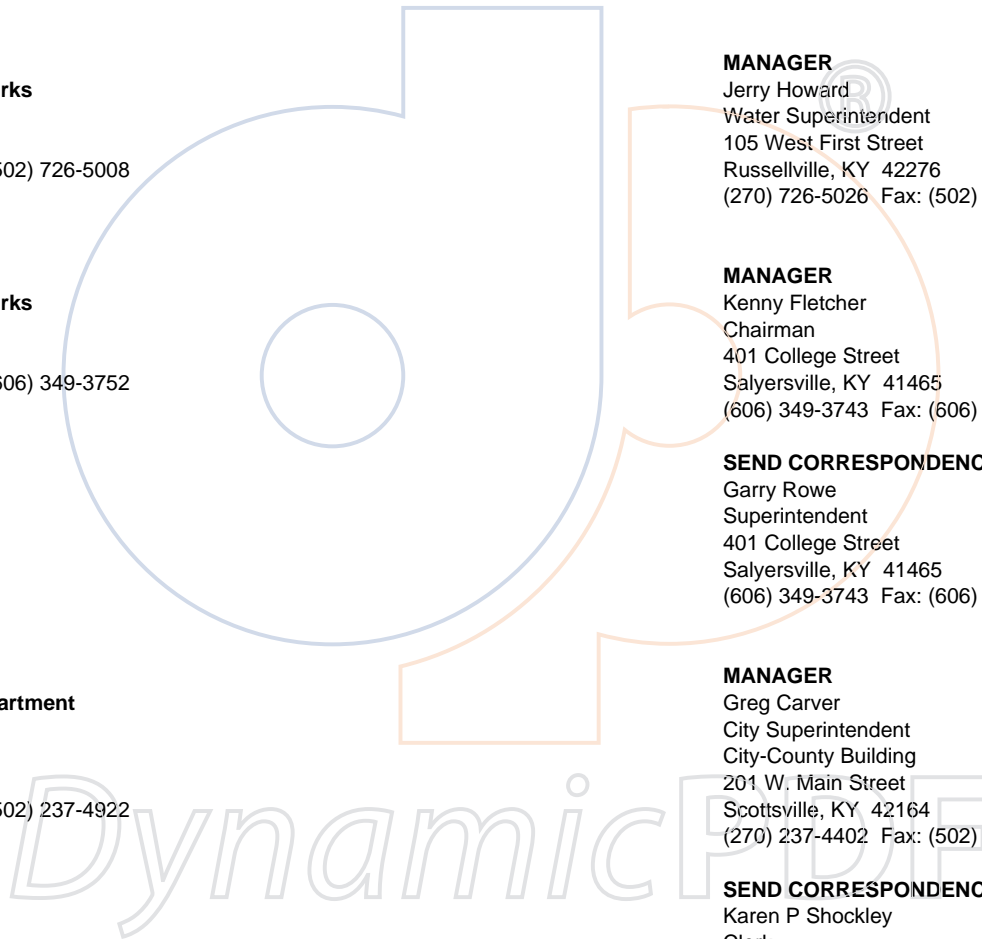 rks
02) 726-5008
rks
06) 349-3752
artment
02) 237-4922
MANAGER
Jerry Howard
Water Superintendent
105 West First Street
Russellville, KY 42276
(270) 726-5026 Fax: (502)
MANAGER
Kenny Fletcher
Chairman
401 College Street
Salyersville, KY 41465
(606) 349-3743 Fax: (606)
SEND CORRESPONDENC
Garry Rowe
Superintendent
401 College Street
Salyersville, KY 41465
(606) 349-3743 Fax: (606)
MANAGER
Greg Carver
City Superintendent
City-County Building
201 W. Main Street
Scottsville, KY 42164
(270) 237-4402 Fax: (502)
SEND CORRESPONDENC
Karen P Shockley
DynamicPDF
®